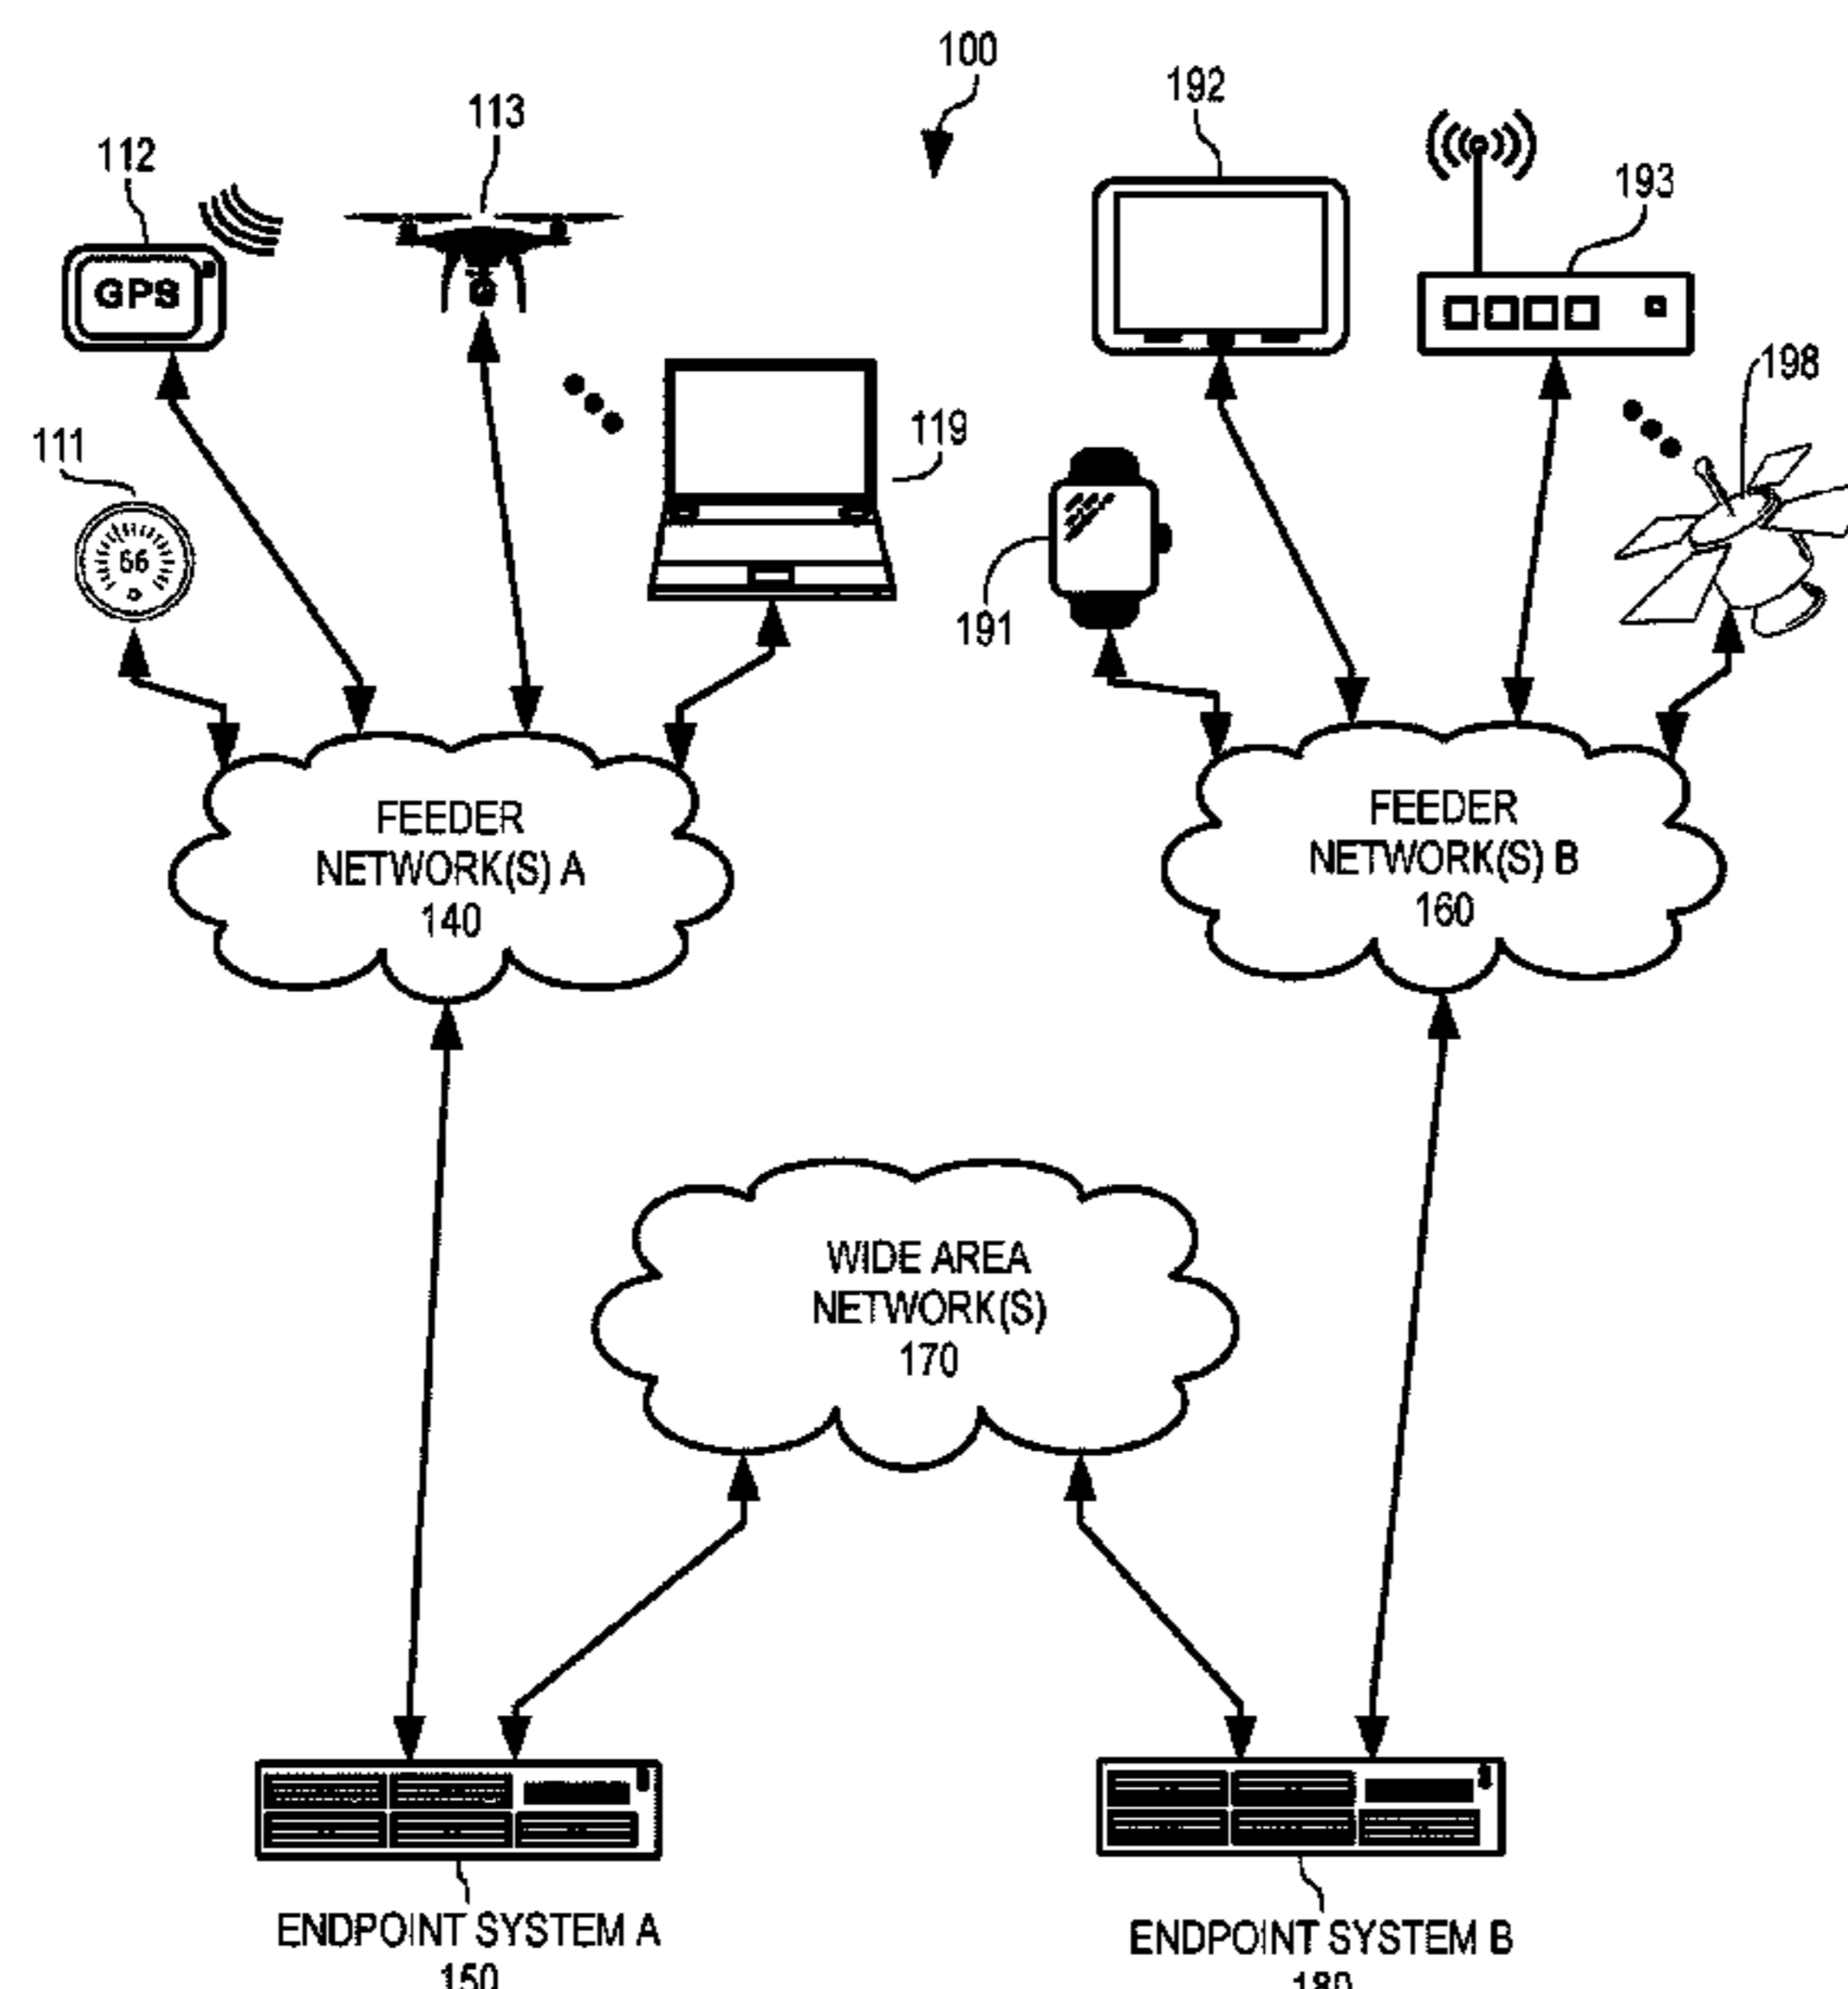 100
192
113
193
112
GPS
198
119
111
66
191
FEEDER
NETWORK(S) A
140
FEEDER
NETWORK(S) B
160
WIDE AREA
NETWORK(S)
170
ENDPOINT SYSTEM A
150
ENDPOINT SYSTEM B
180